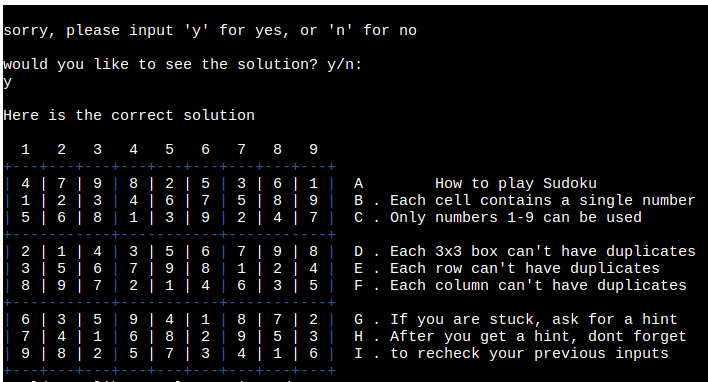 sorry, please input 'y' for yes, or 'n' for no
would you like to see the solution? y/n:
y
Here is the correct solution
1 2 3 4 5 6 7 8 9
+---+---+---+---+---+---+---+---+---+
| 4 | 7 | 9 | 8 | 2 | 5 | 3 | 6 | 1 | A How to play Sudoku
| 1 | 2 | 3 | 4 | 6 | 7 | 5 | 8 | 9 | B . Each cell contains a single number
| 5 | 6 | 8 | 1 | 3 | 9 | 2 | 4 | 7 | C . Only numbers 1-9 can be used
+---+---+---+---+---+---+---+---+---+
| 2 | 1 | 4 | 3 | 5 | 6 | 7 | 9 | 8 | D . Each 3x3 box can't have duplicates
| 3 | 5 | 6 | 7 | 9 | 8 | 1 | 2 | 4 | E . Each row can't have duplicates
| 8 | 9 | 7 | 2 | 1 | 4 | 6 | 3 | 5 | F . Each column can't have duplicates
+---+---+---+---+---+---+---+---+---+
| 6 | 3 | 5 | 9 | 4 | 1 | 8 | 7 | 2 | G . If you are stuck, ask for a hint
| 7 | 4 | 1 | 6 | 8 | 2 | 9 | 5 | 3 | H . After you get a hint, dont forget
| 9 | 8 | 2 | 5 | 7 | 3 | 4 | 1 | 6 | I . to recheck your previous inputs
+---+---+---+---+---+---+---+---+---+